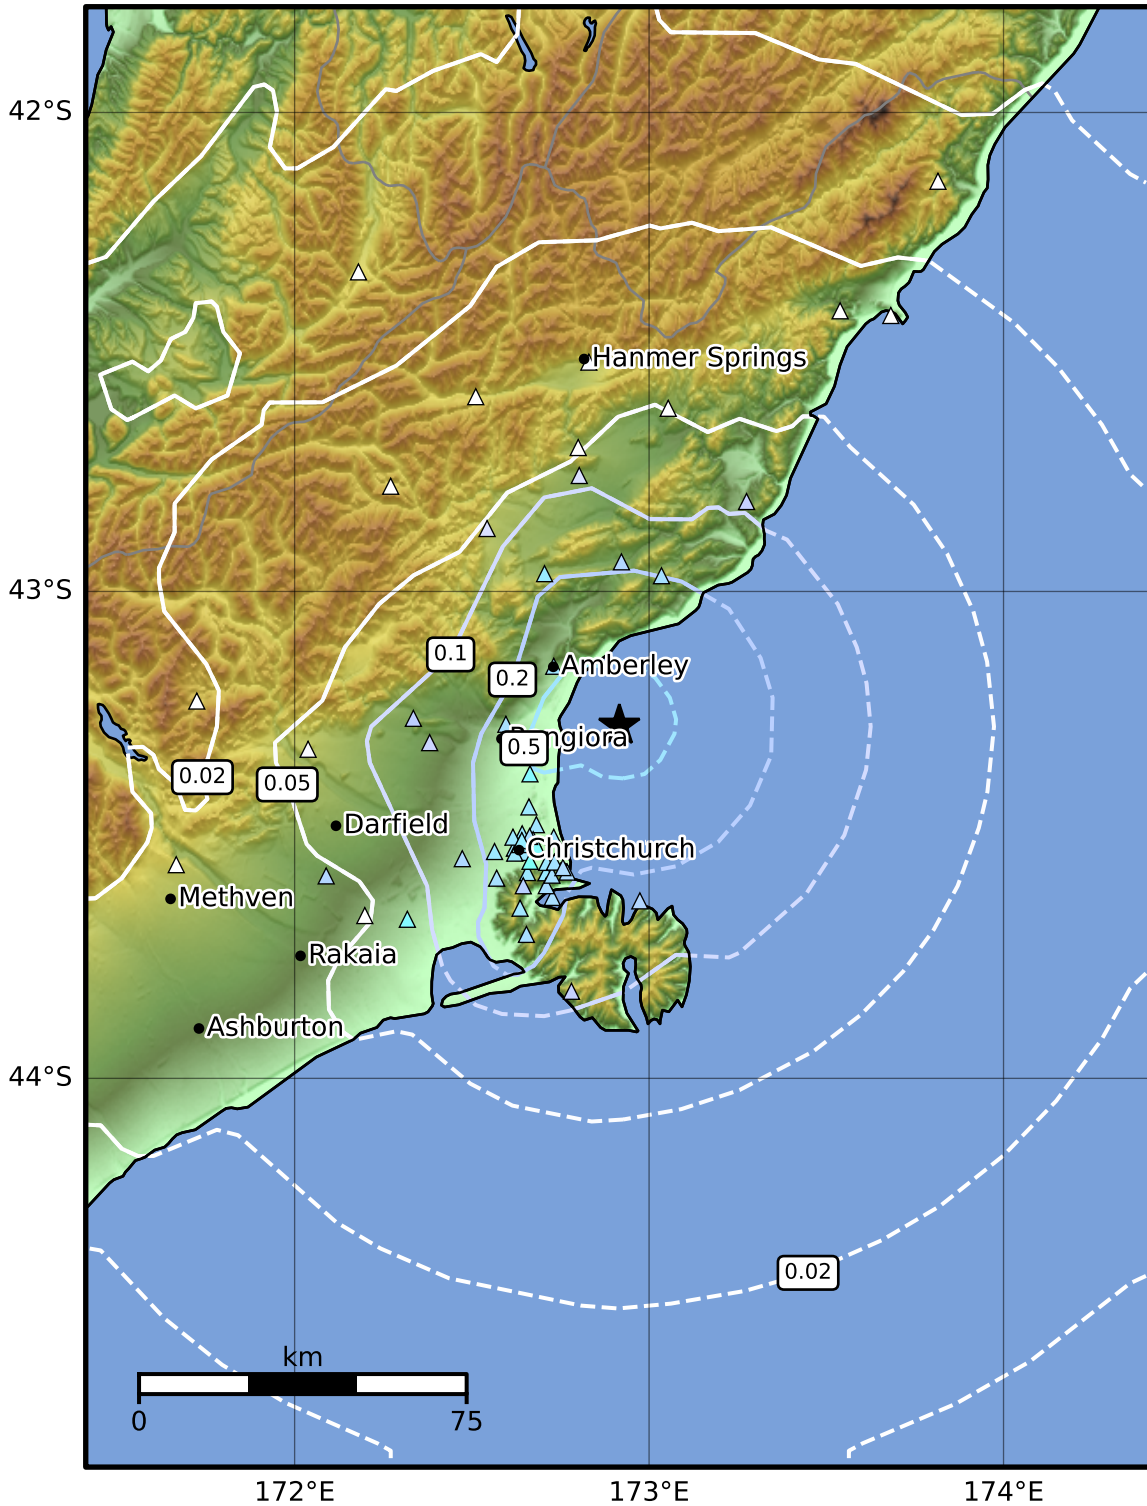 42°S
Hanmer Springs
43°S
0.1
Amberley
0.2
Rangiora
0.5
0.02
0.05
Darfield
Christchurch
Methven
Rakaia
Ashburton
44°S
0.02
km
0
75
172°E
173°E
174°E